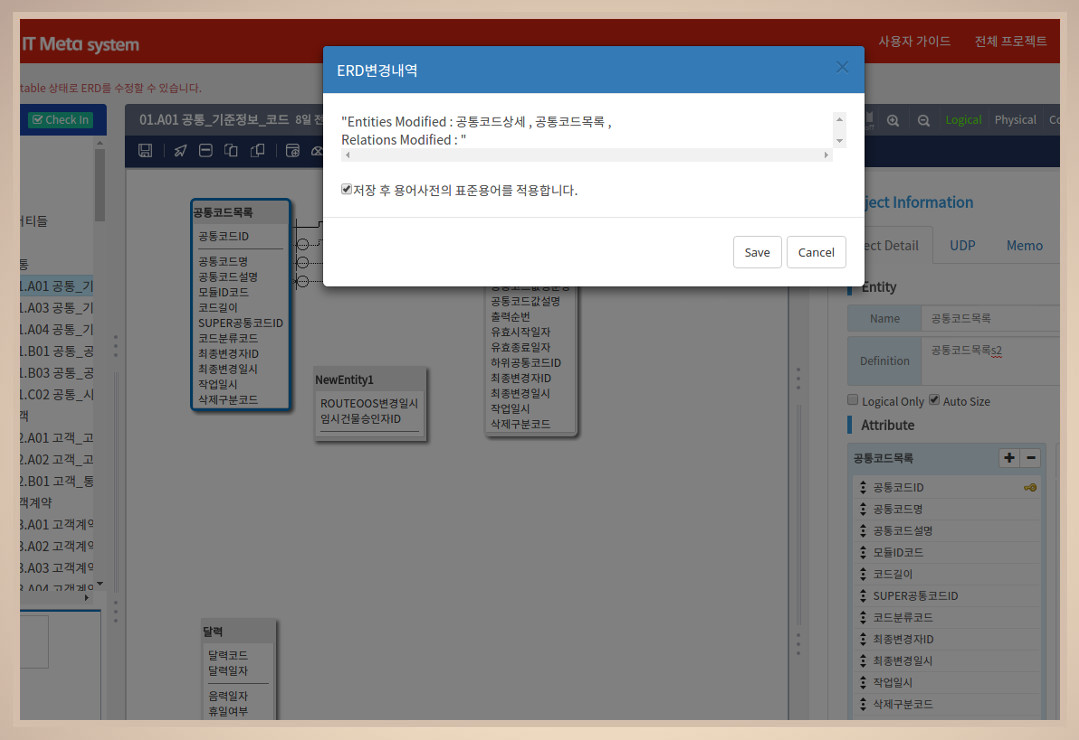 IT Meta system
사용자 가이드
전체 프로젝트
table 상태로 ERD를 수정할 수 있습니다.
Check In
01.A01 공통_기준정보_코드 8일 전
Logical
Physical
ERD변경내역
"Entities Modified : 공통코드상세 , 공통코드목록 ,
Relations Modified : "
저장 후 용어사전의 표준용어를 적용합니다.
Save
Cancel
티들
통
.A01 공통_기
.A03 공통_기
.A04 공통_기
.B01 공통_공
.B03 공통_공
.C02 공통_시
객
.A01 고객_고
.A02 고객_고
.B01 고객_통
객계약
.A01 고객계약
.A02 고객계약
.A03 고객계약
.A04 고객계약
공통코드목록
공통코드ID
공통코드명
공통코드설명
모듈ID코드
코드길이
SUPER공통코드ID
코드분류코드
최종변경자ID
최종변경일시
작업일시
삭제구분코드
NewEntity1
ROUTEOOS변경일시
임시건물승인자ID
공통코드값설명
출력순번
유효시작일자
유효종료일자
하위공통코드ID
최종변경자ID
최종변경일시
작업일시
삭제구분코드
달력
달력코드
달력일자
음력일자
휴일여부
ject Information
ect Detail
UDP
Memo
Entity
Name
공통코드목록
Definition
공통코드목록s2
Logical Only
Auto Size
Attribute
공통코드목록
공통코드ID
공통코드명
공통코드설명
모듈ID코드
코드길이
SUPER공통코드ID
코드분류코드
최종변경자ID
최종변경일시
작업일시
삭제구분코드